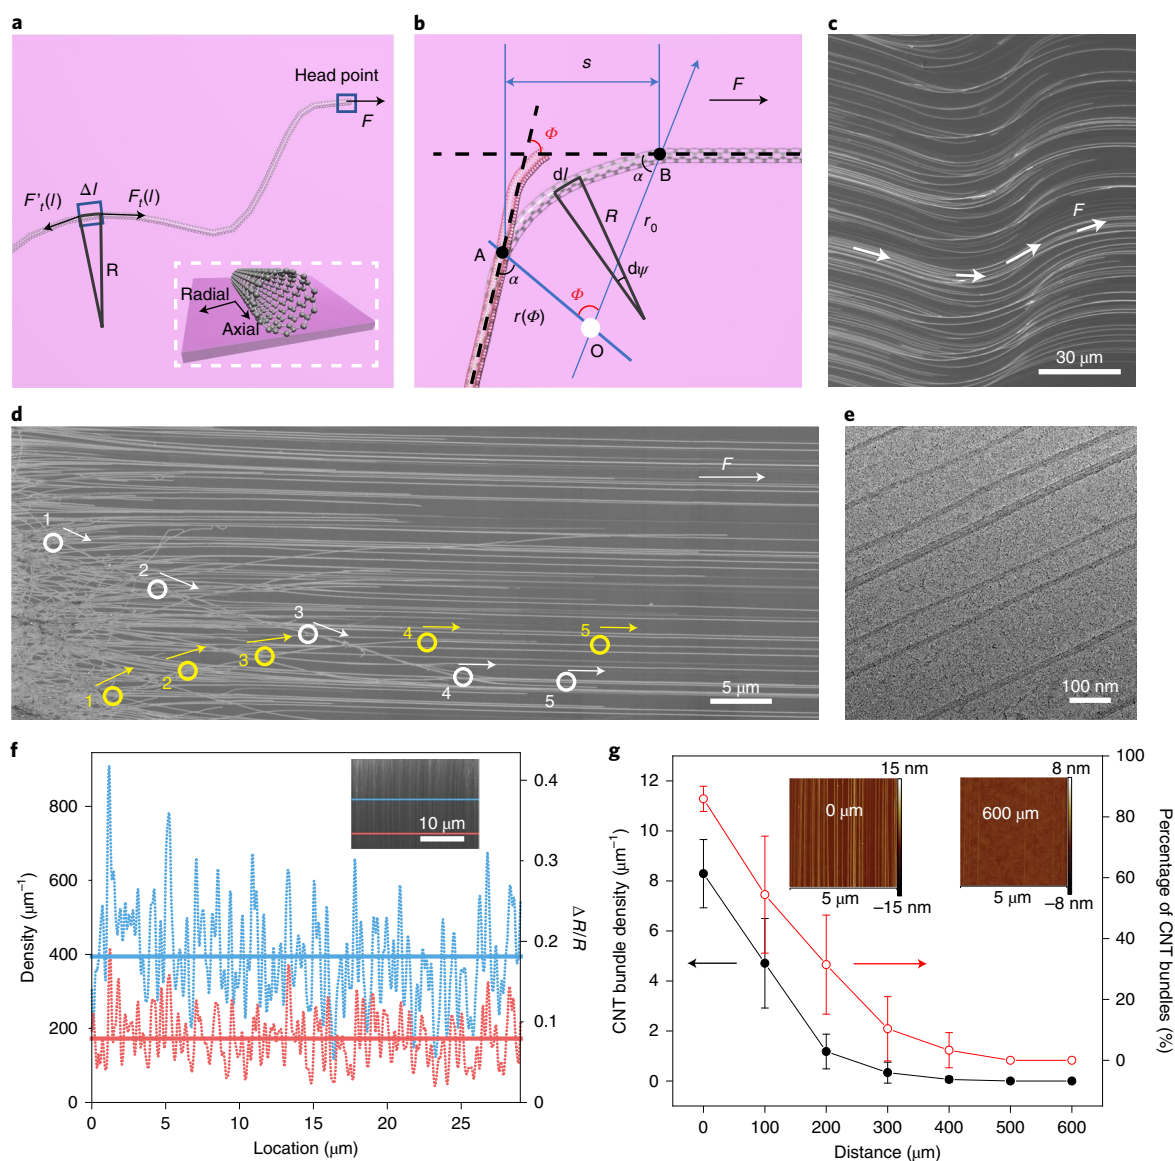 a
Head point
F
F't(l)
Δl
Ft(l)
R
Radial
Axial
b
s
F
Φ
α
B
dl
R
r0
A
α
dψ
Φ
r(Φ)
O
c
F
30 μm
d
F
1
2
3
4
5
3
2
1
4
5
5 μm
e
100 nm
f
Density (μm−1)
800
600
400
200
0
0.4
0.3
0.2
0.1
0
ΔR/R
10 μm
0 5 10 15 20 25
Location (μm)
g
CNT bundle density (μm−1)
12
10
8
6
4
2
0
100
80
60
40
20
0
Percentage of CNT
bundles (%)
15 nm
0 μm
5 μm
−15 nm
8 nm
600 μm
5 μm
−8 nm
0 100 200 300 400 500 600
Distance (μm)